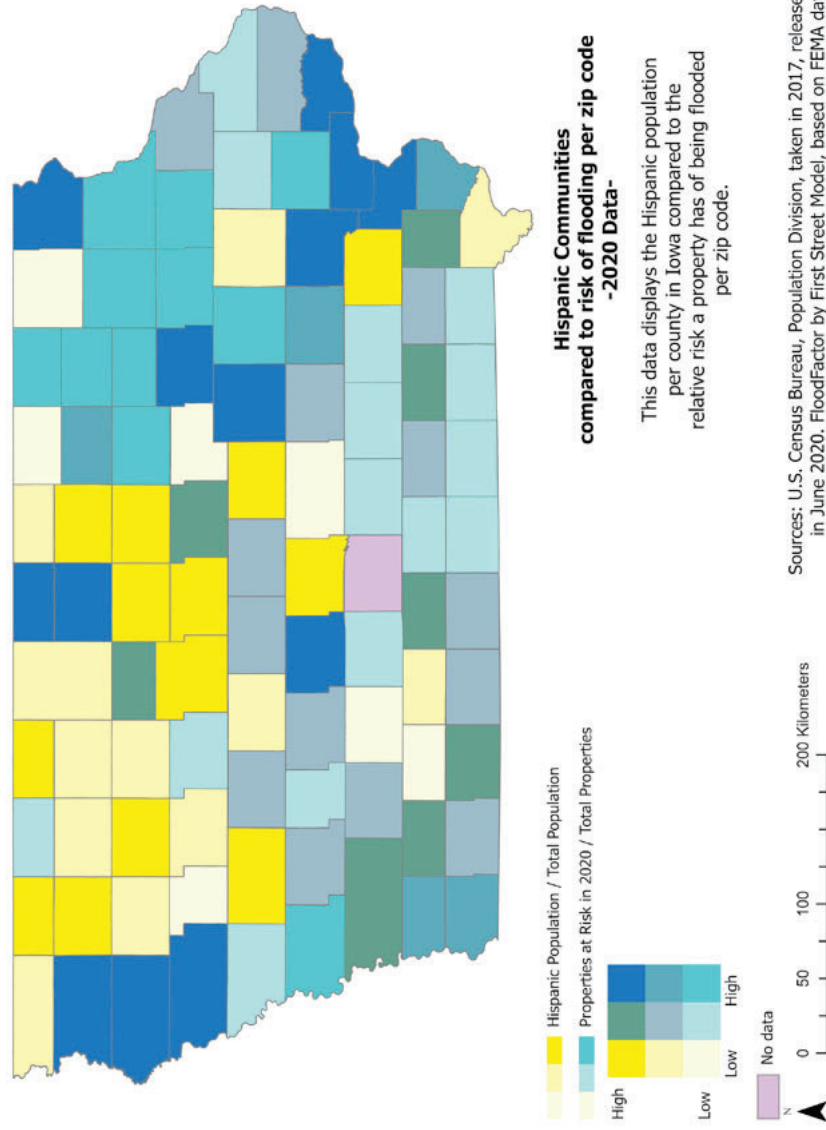 Hispanic Communities
compared to risk of flooding per zip code
-2020 Data-
This data displays the Hispanic population
per county in Iowa compared to the
relative risk a property has of being flooded
per zip code.
Sources: U.S. Census Bureau, Population Division, taken in 2017,
in June 2020. FloodFactor by First Street Model, based on FEMA
Hispanic Population / Total Population
Properties at Risk in 2020 / Total Properties
High
Low
Low
High
No data
N
0
50
100
200 Kilometers